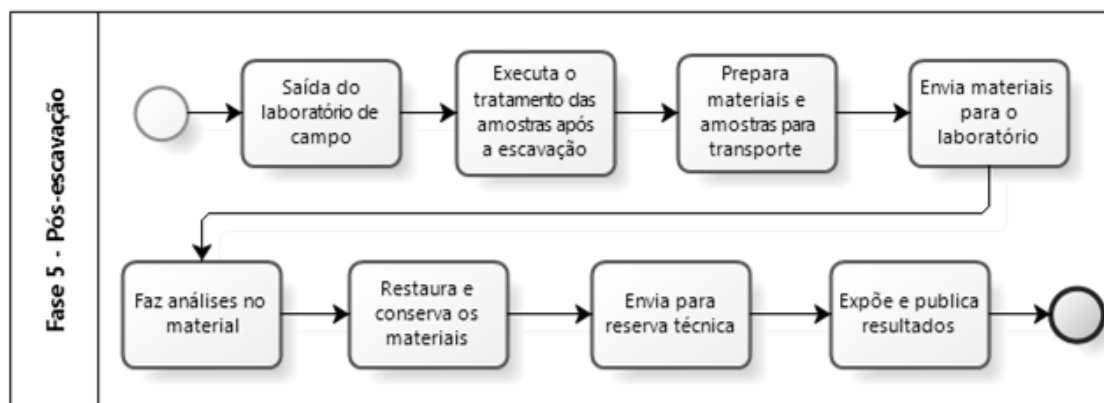 Fase 5 - Pós-escavação
Saída do
laboratório de
campo
Executa o
tratamento das
amostras após
a escavação
Prepara
materiais e
amostras para
transporte
Envia materiais
para o
laboratório
Faz análises no
material
Restaura e
conserva os
materiais
Envia para
reserva técnica
Expõe e publica
resultados